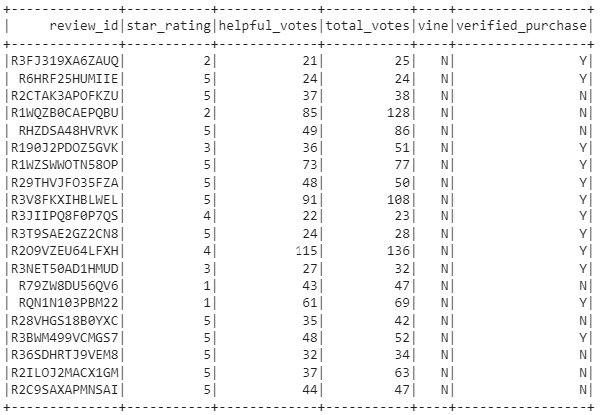 +--------------+-----------+-------------+-----------+----+-----------------+
|     review_id|star_rating|helpful_votes|total_votes|vine|verified_purchase|
+--------------+-----------+-------------+-----------+----+-----------------+
|R3FJ319XA6ZAUQ|          2|           21|         25|   N|                Y|
| R6HRF25HUMIIE|          5|           24|         24|   N|                Y|
|R2CTAK3APOFKZU|          5|           37|         38|   N|                N|
|R1WQZB0CAEPQBU|          2|           85|        128|   N|                N|
| RHZDSA48HVRVK|          5|           49|         86|   N|                N|
|R190J2PDOZ5GVK|          3|           36|         51|   N|                Y|
|R1WZSWWOTN58OP|          5|           73|         77|   N|                Y|
|R29THVJFO35FZA|          5|           48|         50|   N|                N|
|R3V8FKXIHBLWEL|          5|           91|        108|   N|                Y|
|R3JIIPQ8F0P7QS|          4|           22|         23|   N|                Y|
|R3T9SAE2GZ2CN8|          5|           24|         28|   N|                Y|
|R2O9VZEU64LFXH|          4|          115|        136|   N|                Y|
|R3NET50AD1HMUD|          3|           27|         32|   N|                Y|
| R79ZW8DU56QV6|          1|           43|         47|   N|                N|
| RQN1N103PBM22|          1|           61|         69|   N|                Y|
|R28VHGS18B0YXC|          5|           35|         42|   N|                N|
|R3BWM499VCMGS7|          5|           48|         52|   N|                Y|
|R36SDHRTJ9VEM8|          5|           32|         34|   N|                N|
|R2ILOJ2MACX1GM|          5|           37|         63|   N|                N|
|R2C9SAXAPMNSAI|          5|           44|         47|   N|                N|
+--------------+-----------+-------------+-----------+----+-----------------+